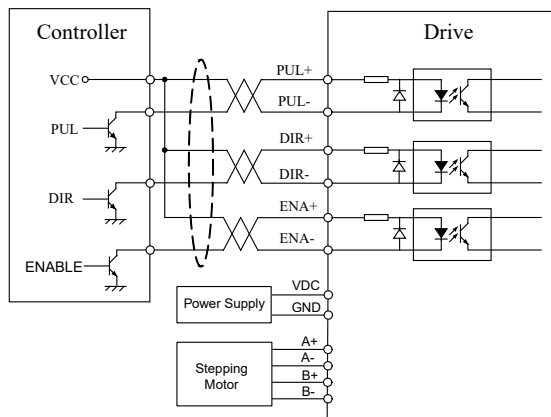 Controller
Drive
VCC
PUL
DIR
ENABLE
PUL+
PUL-
DIR+
DIR-
ENA+
ENA-
Power Supply
VDC
GND
Stepping
Motor
A+
A-
B+
B-